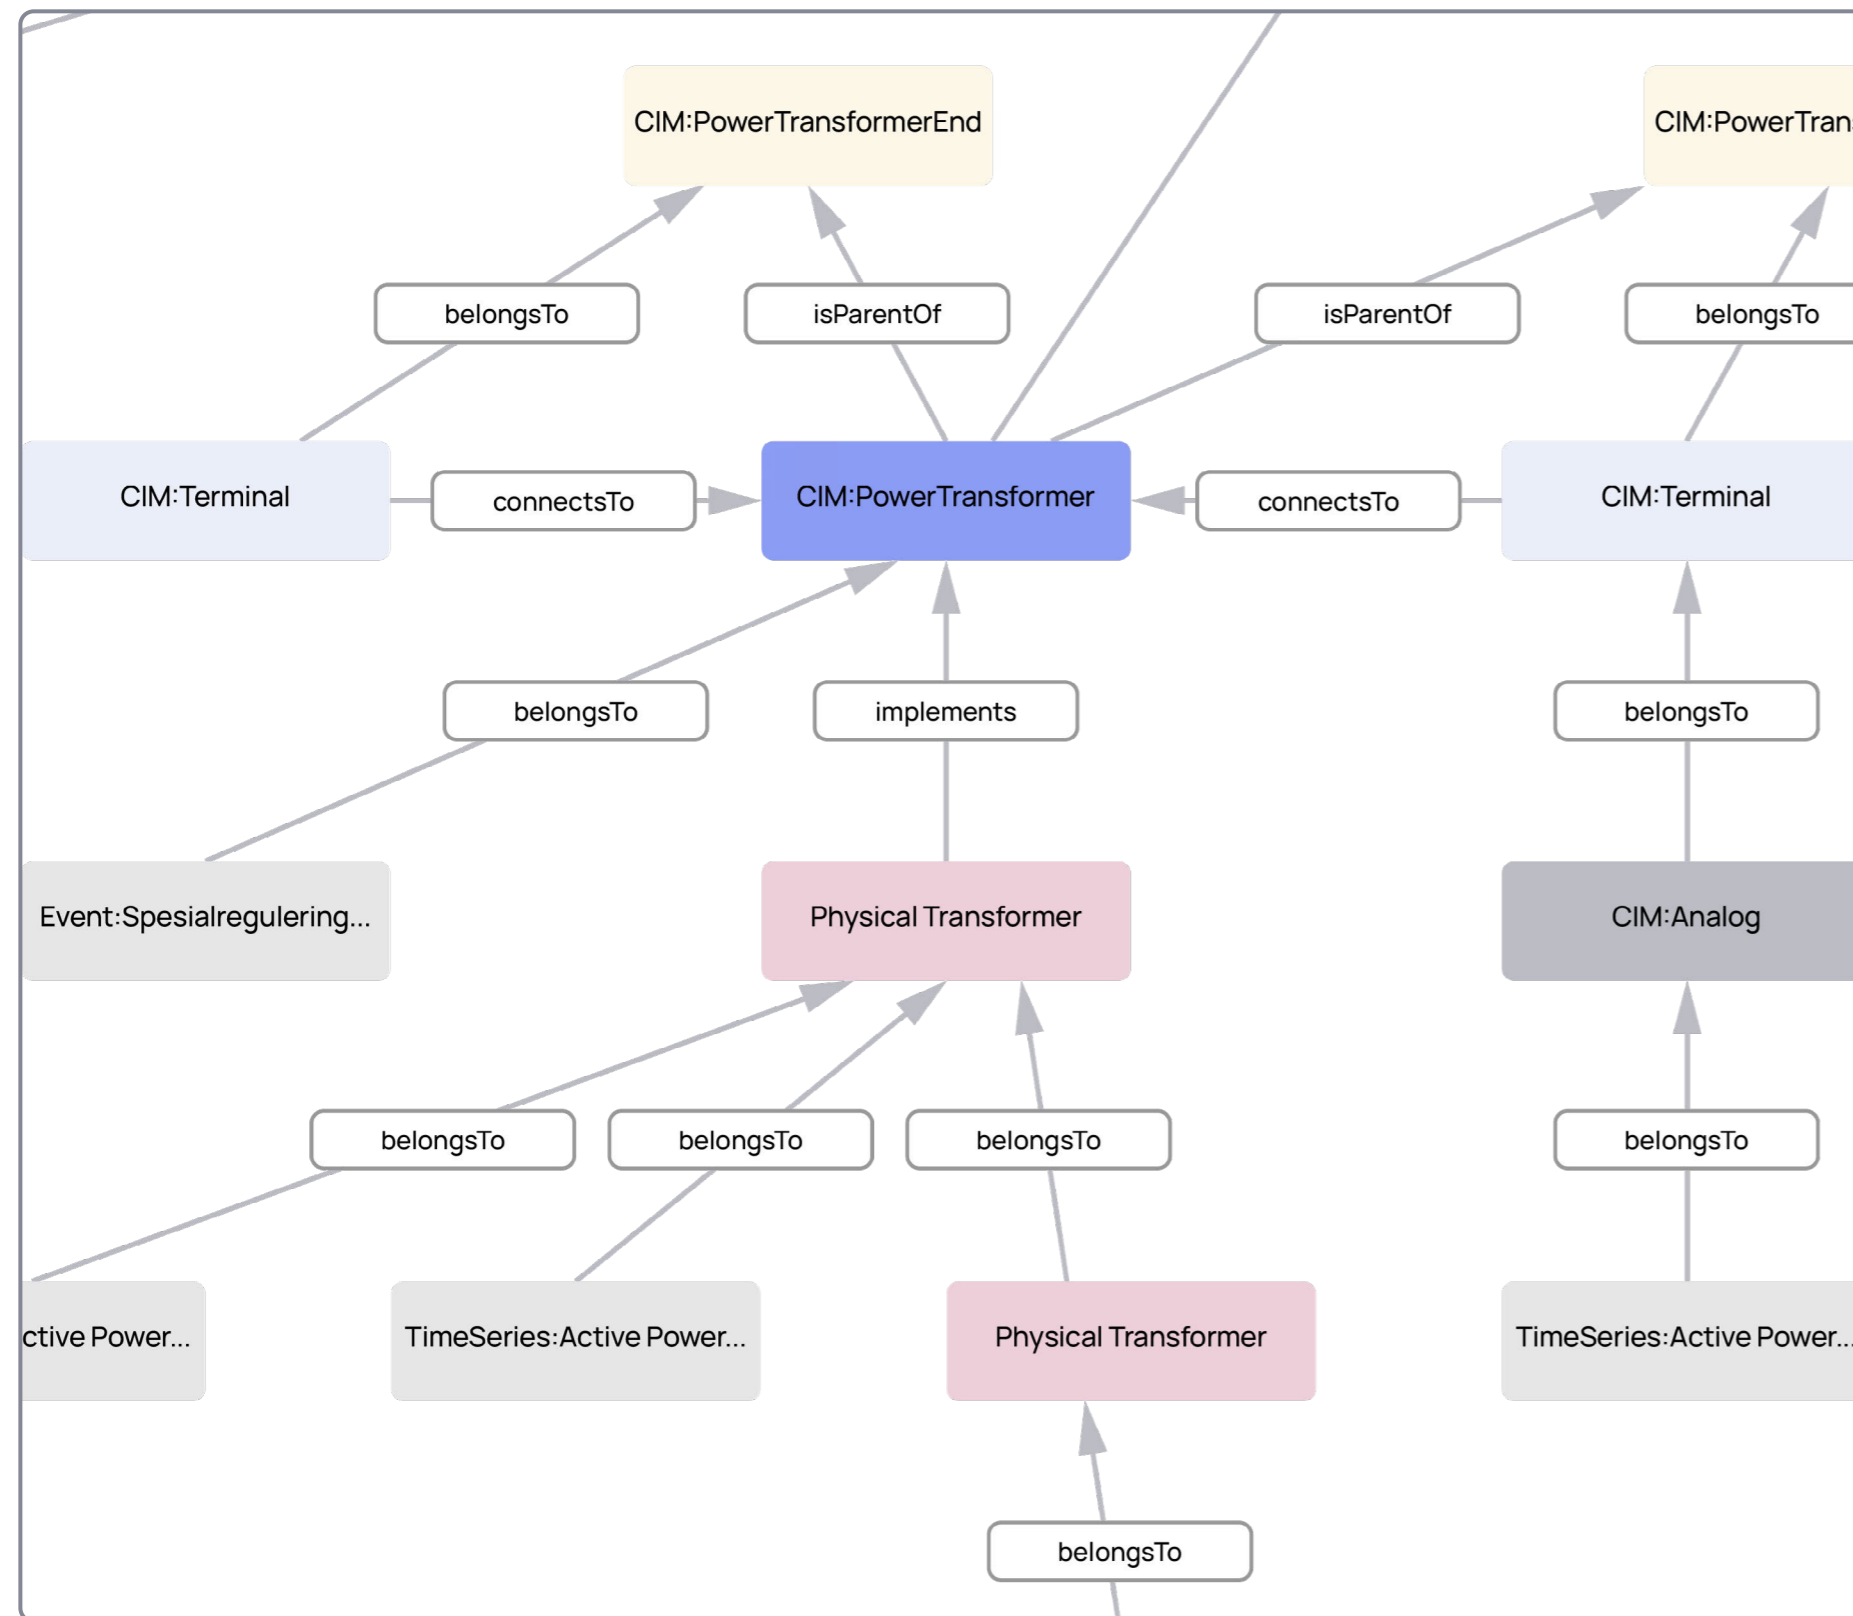 CIM:PowerTransformerEnd
CIM:PowerTran
belongsTo
isParentOf
isParentOf
belongsTo
CIM:Terminal
connectsTo
CIM:PowerTransformer
connectsTo
CIM:Terminal
belongsTo
implements
belongsTo
Event:Spesialregulering...
Physical Transformer
CIM:Analog
belongsTo
belongsTo
belongsTo
belongsTo
ctive Power...
TimeSeries:Active Power...
Physical Transformer
TimeSeries:Active Power...
belongsTo